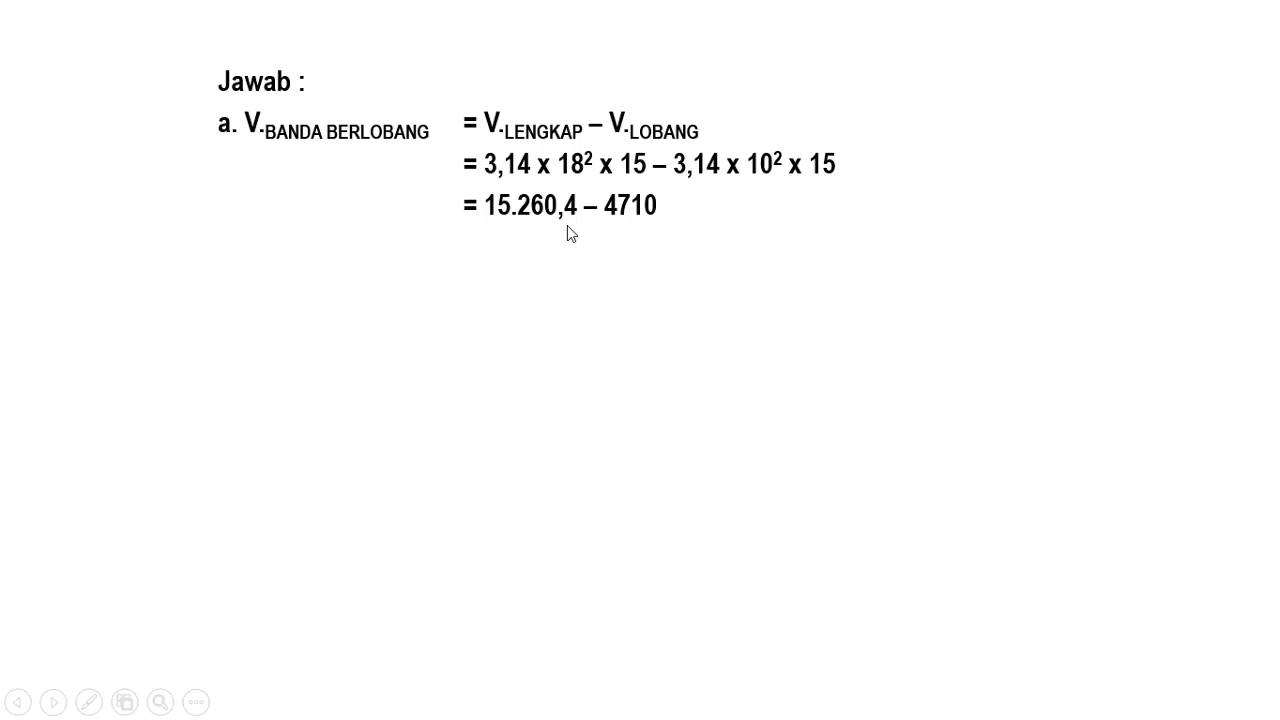 Jawab :
a. V.BANDA BERLOBANG = V.LENGKAP – V.LOBANG
= 3,14 x 18² x 15 – 3,14 x 10² x 15
= 15.260,4 – 4710